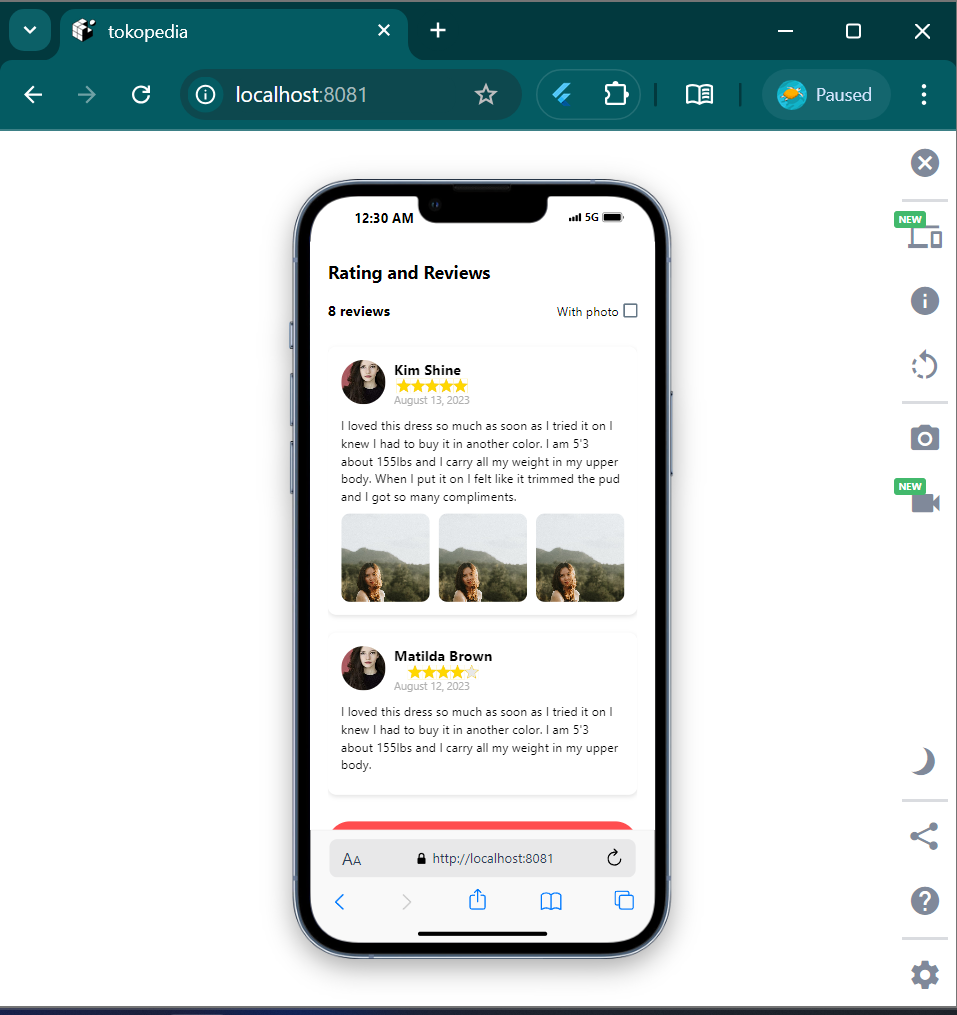 tokopedia
localhost:8081
Paused
NEW
12:30 AM
5G
Rating and Reviews
8 reviews
With photo
Kim Shine
August 13, 2023
I loved this dress so much as soon as I tried it on I
knew I had to buy it in another color. I am 5'3
about 155lbs and I carry all my weight in my upper
body. When I put it on I felt like it trimmed the pud
and I got so many compliments.
NEW
Matilda Brown
August 12, 2023
I loved this dress so much as soon as I tried it on I
knew I had to buy it in another color. I am 5'3
about 155lbs and I carry all my weight in my upper
body.
AA
http://localhost:8081